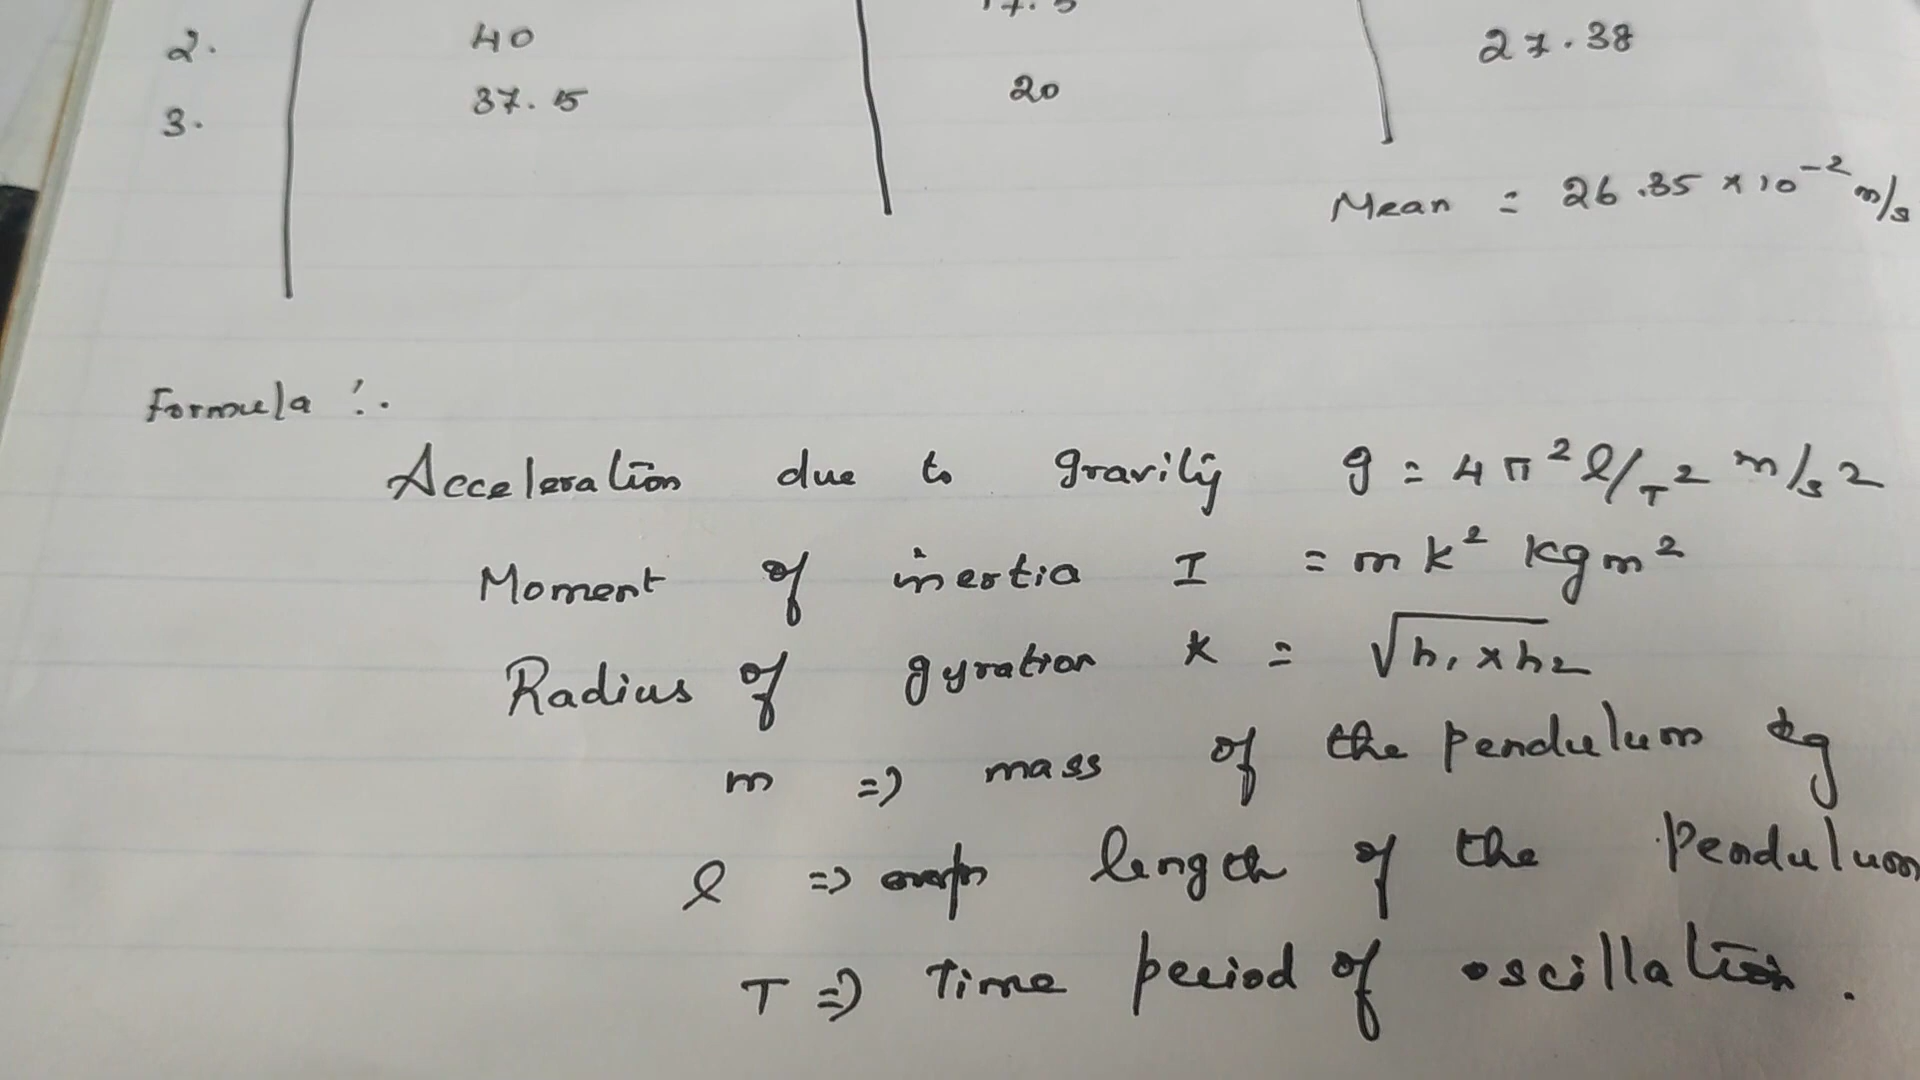 2. 40 27.38
3. 37.5 20
Mean = 26.35 × 10⁻² m/s
Formula :.
Acceleration due to gravity g = 4π²l/T² m/s²
Moment of inertia I = mk² kgm²
Radius of gyration k = √h₁×h₂
m => mass of the pendulum kg
l => length of the pendulum
T => Time period of oscillation.